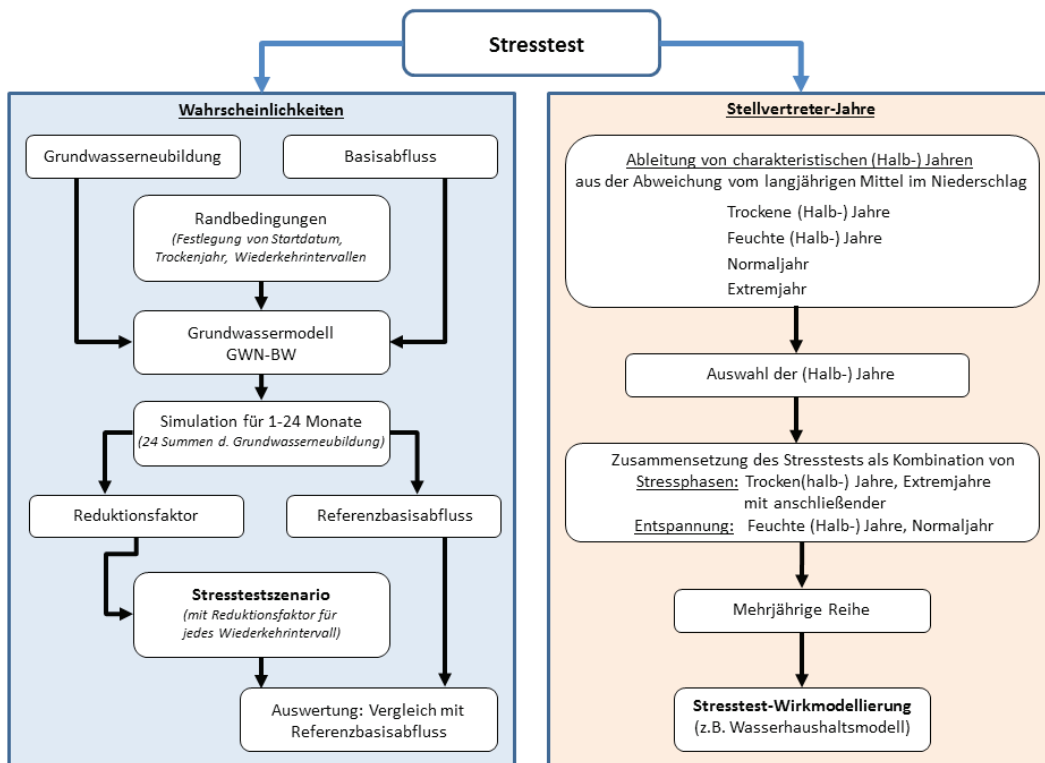 Stresstest
Wahrscheinlichkeiten
Grundwasserneubildung
Basisabfluss
Randbedingungen
(Festlegung von Startdatum,
Trockenjahr, Wiederkehrintervallen
Grundwassermodell
GWN-BW
Simulation für 1-24 Monate
(24 Summen d. Grundwasserneubildung)
Reduktionsfaktor
Referenzbasisabfluss
Stresstestszenario
(mit Reduktionsfaktor für
jedes Wiederkehrintervall)
Auswertung: Vergleich mit
Referenzbasisabfluss
Stellvertreter-Jahre
Ableitung von charakteristischen (Halb-) Jahren
aus der Abweichung vom langjährigen Mittel im Niederschlag
Trockene (Halb-) Jahre
Feuchte (Halb-) Jahre
Normaljahr
Extremjahr
Auswahl der (Halb-) Jahre
Zusammensetzung des Stresstests als Kombination von
Stressphasen: Trocken(halb-) Jahre, Extremjahre
mit anschließender
Entspannung: Feuchte (Halb-) Jahre, Normaljahr
Mehrjährige Reihe
Stresstest-Wirkmodellierung
(z.B. Wasserhaushaltsmodell)